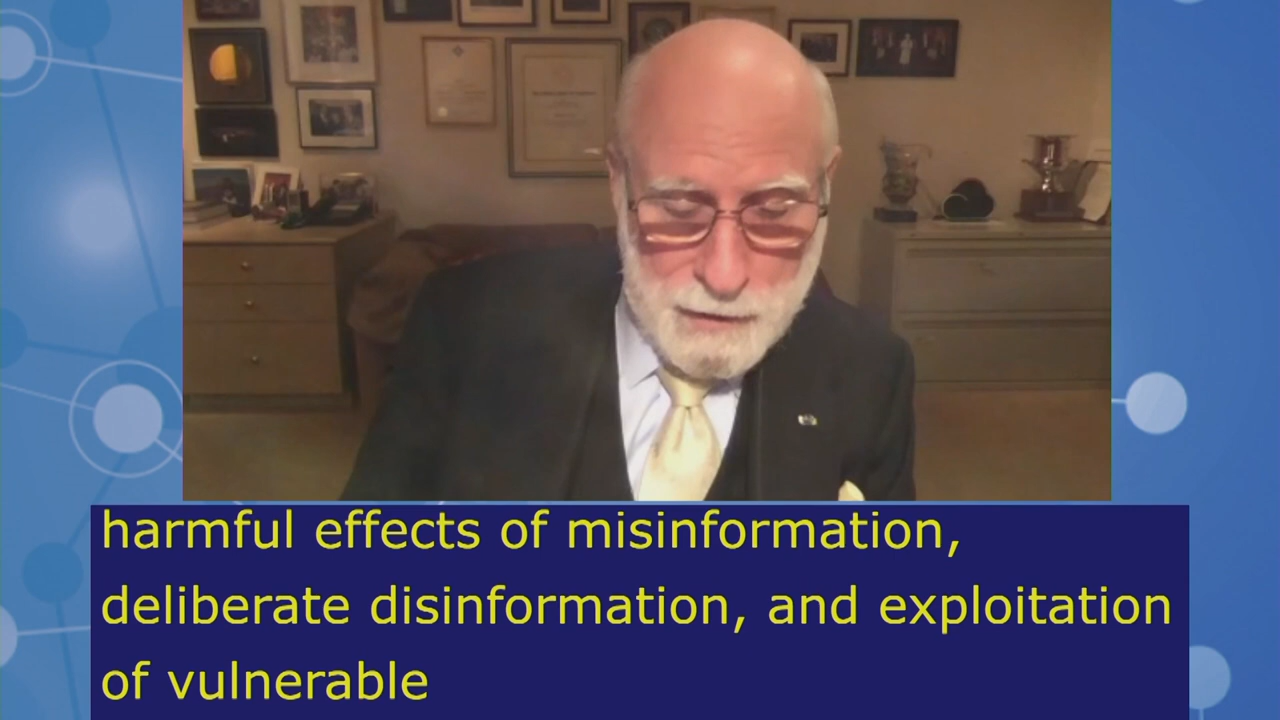 harmful effects of misinformation,
deliberate disinformation, and exploitation
of vulnerable